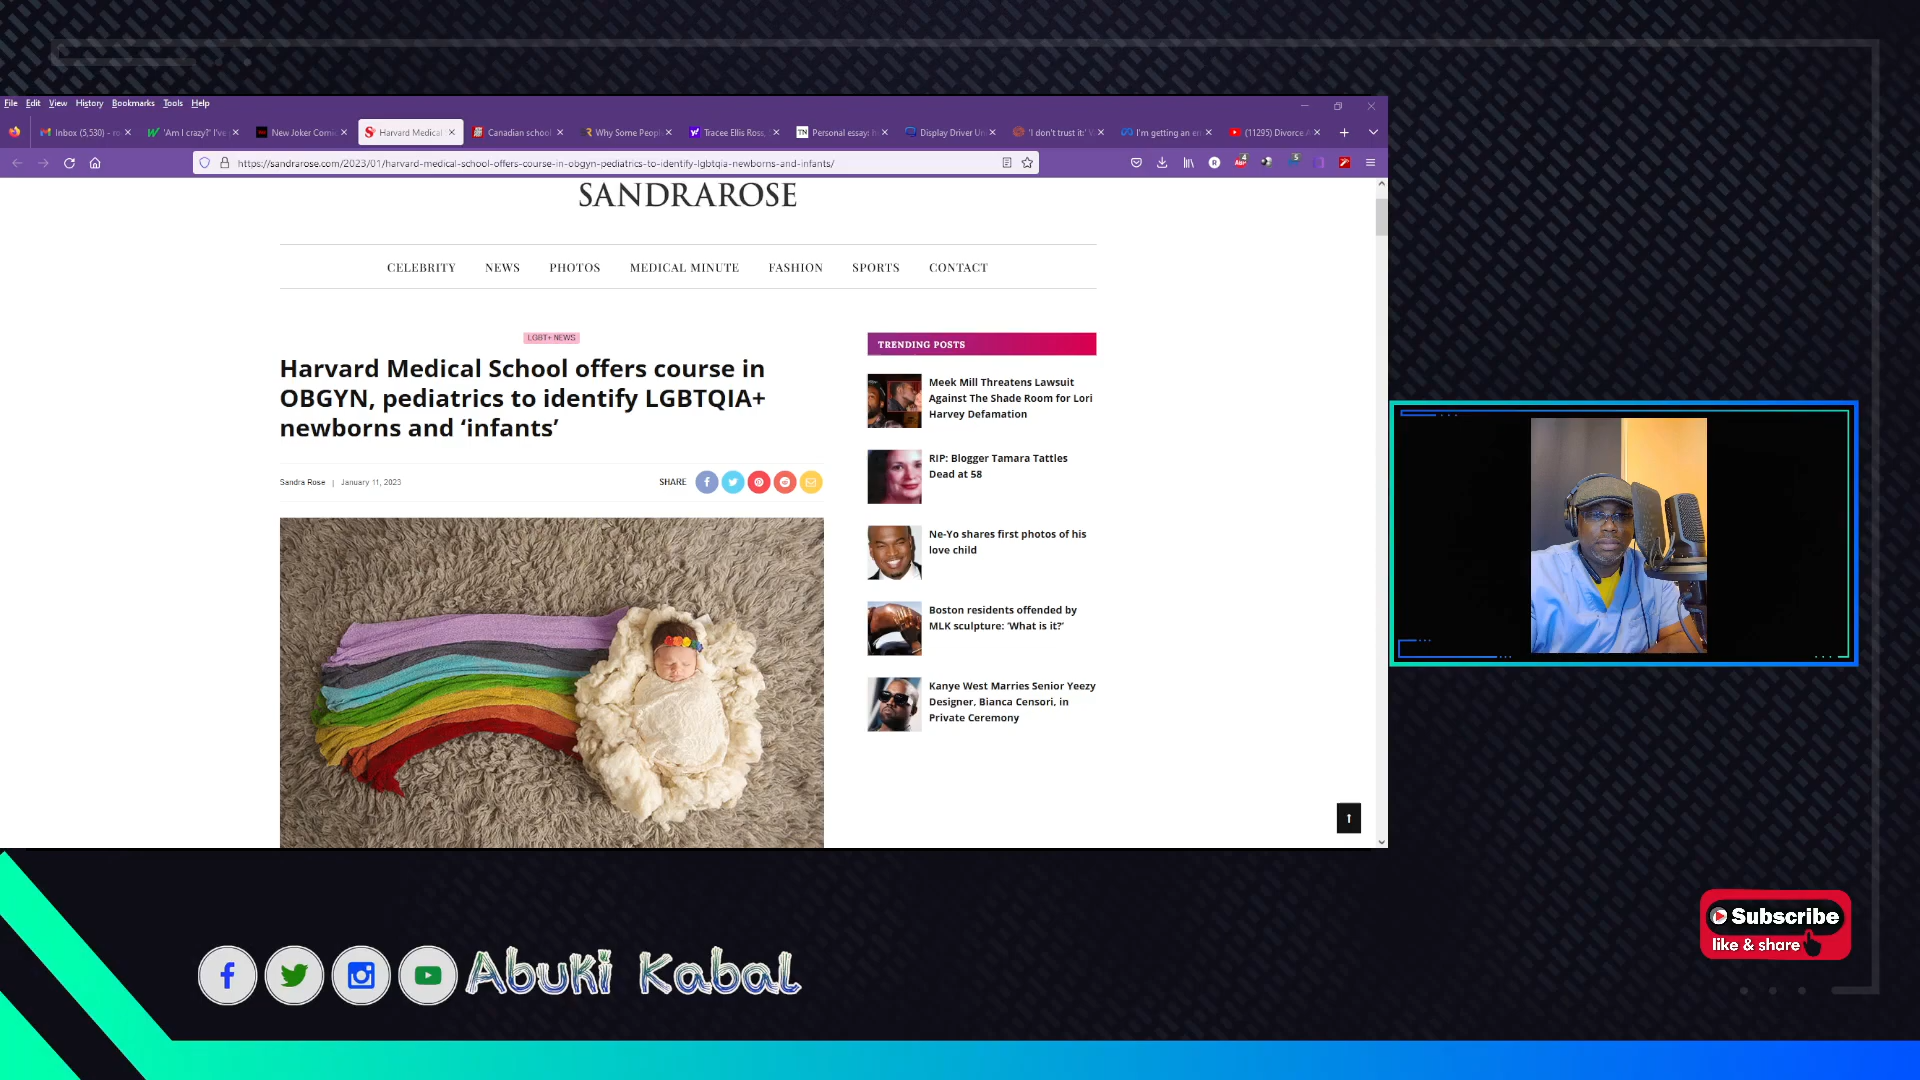 File Edit View History Bookmarks Tools Help
Inbox (5,530) - ro
'Am I crazy?' I've
New Joker Comi
Harvard Medical
Canadian school
Why Some Peopl
Tracee Ellis Ross,
Personal essay: h
Display Driver Un
'I don't trust it:'
I'm getting an er
(11295) Divorce
https://sandrarose.com/2023/01/harvard-medical-school-offers-course-in-obgyn-pediatrics-to-identify-lgbtqia-newborns-and-infants/
SANDRAROSE
CELEBRITY NEWS PHOTOS MEDICAL MINUTE FASHION SPORTS CONTACT
LGBT+ NEWS
Harvard Medical School offers course in
OBGYN, pediatrics to identify LGBTQIA+
newborns and ‘infants’
Sandra Rose | January 11, 2023
SHARE
TRENDING POSTS
Meek Mill Threatens Lawsuit
Against The Shade Room for Lori
Harvey Defamation
RIP: Blogger Tamara Tattles
Dead at 58
Ne-Yo shares first photos of his
love child
Boston residents offended by
MLK sculpture: ‘What is it?’
Kanye West Marries Senior Yeezy
Designer, Bianca Censori, in
Private Ceremony
Subscribe
like & share
Abuki Kabal